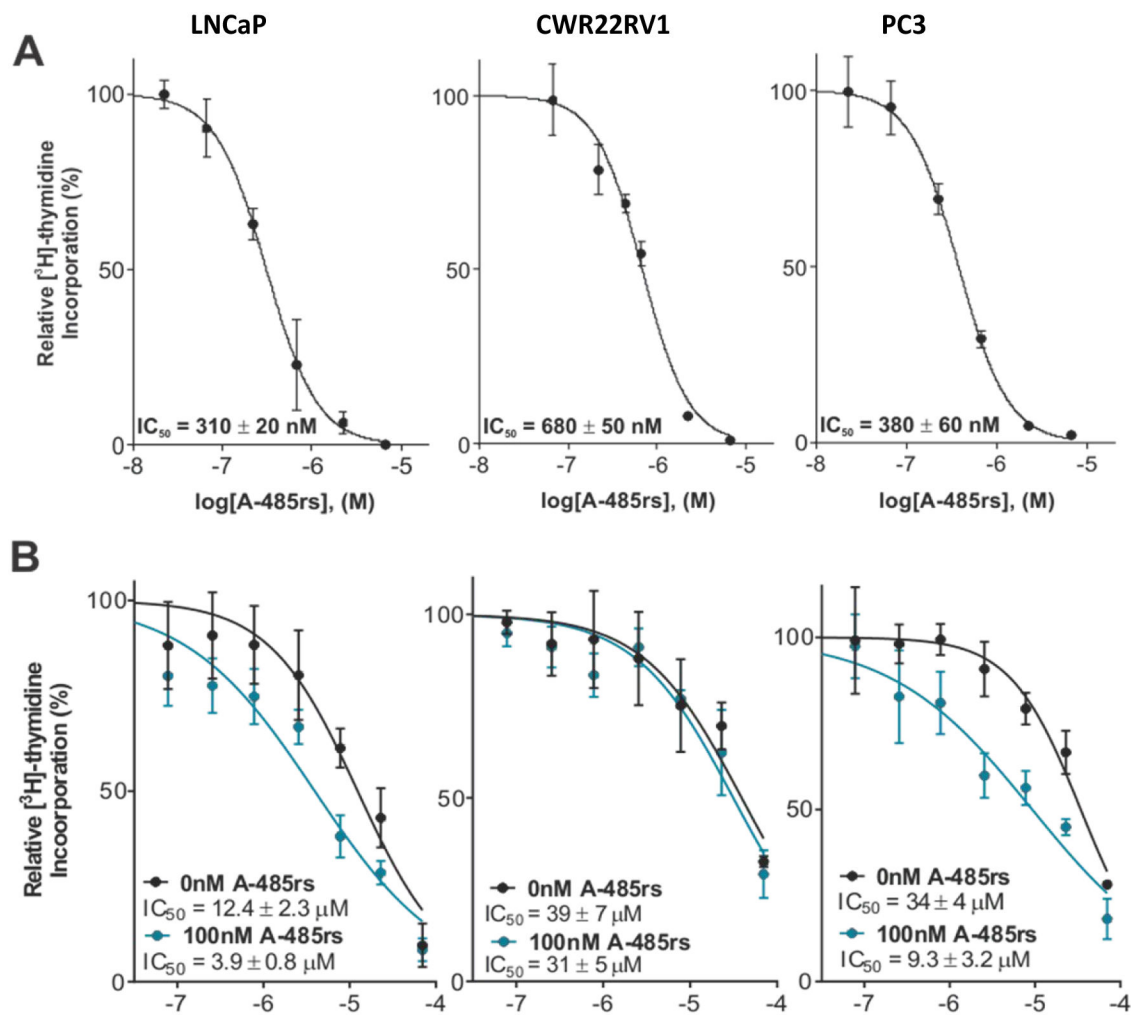 LNCaP
CWR22RV1
PC3
A
Relative [³H]-thymidine
Incorporation (%)
100
50
0
IC₅₀ = 310 ± 20 nM
-8
-7
-6
-5
log[A-485rs], (M)
100
50
0
IC₅₀ = 680 ± 50 nM
-8
-7
-6
-5
log[A-485rs], (M)
100
50
0
IC₅₀ = 380 ± 60 nM
-8
-7
-6
-5
log[A-485rs], (M)
B
Relative [³H]-thymidine
Incoorporation (%)
100
50
0
0nM A-485rs
IC₅₀ = 12.4 ± 2.3 µM
100nM A-485rs
IC₅₀ = 3.9 ± 0.8 µM
-7
-6
-5
-4
100
50
0
0nM A-485rs
IC₅₀ = 39 ± 7 µM
100nM A-485rs
IC₅₀ = 31 ± 5 µM
-7
-6
-5
-4
100
50
0
0nM A-485rs
IC₅₀ = 34 ± 4 µM
100nM A-485rs
IC₅₀ = 9.3 ± 3.2 µM
-7
-6
-5
-4